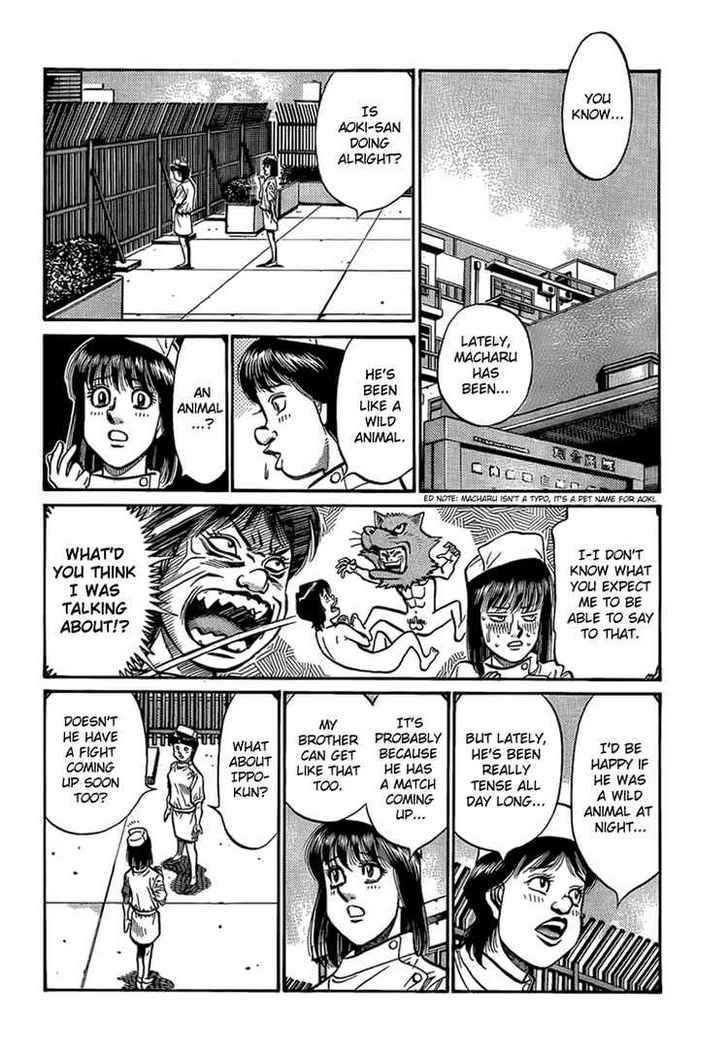 YOU
KNOW...
LATELY,
MACHARU
HAS
BEEN...
ED NOTE: MACHARU ISN'T A TYPO, IT'S A PET NAME FOR AOKI.
IS
AOKI-SAN
DOING
ALRIGHT?
HE'S
BEEN LIKE
A WILD
ANIMAL.
AN
ANIMAL
...?
I-I DON'T
KNOW WHAT
YOU EXPECT
ME TO BE
ABLE TO SAY
TO THAT.
WHAT'D
YOU THINK
I WAS
TALKING
ABOUT!?
I'D BE
HAPPY IF
HE WAS
A WILD
ANIMAL AT
NIGHT...
BUT LATELY,
HE'S BEEN
REALLY
TENSE ALL
DAY LONG...
IT'S
PROBABLY
BECAUSE HE
HAS A
MATCH
COMING
UP...
MY
BROTHER
CAN GET
LIKE THAT
TOO.
WHAT
ABOUT
IPPO-
KUN?
DOESN'T
HE HAVE
A FIGHT
COMING
UP SOON
TOO?